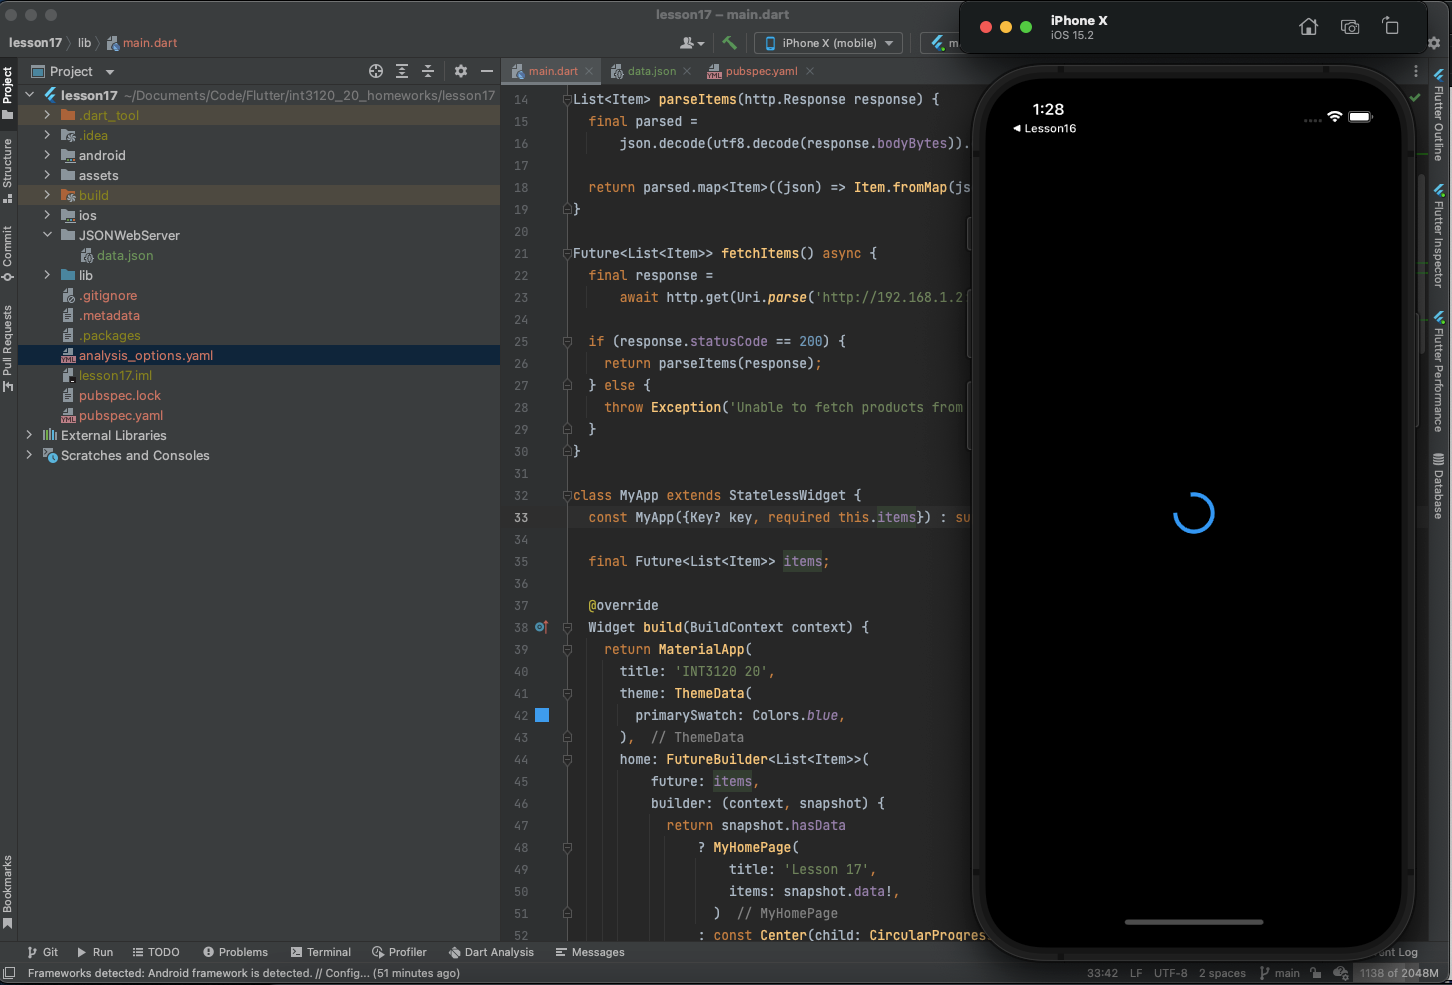 lesson17 – main.dart
lesson17 lib main.dart
iPhone X (mobile)
Project
main.dart
data.json
pubspec.yaml
Project
Structure
Commit
Pull Requests
Bookmarks
lesson17 ~/Documents/Code/Flutter/int3120_20_homeworks/lesson17
.dart_tool
.idea
android
assets
build
ios
JSONWebServer
data.json
lib
.gitignore
.metadata
.packages
analysis_options.yaml
lesson17.iml
pubspec.lock
pubspec.yaml
External Libraries
Scratches and Consoles
14 List<Item> parseItems(http.Response response) {
15 final parsed =
16 json.decode(utf8.decode(response.bodyBytes)).
17
18 return parsed.map<Item>((json) => Item.fromMap(js
19 }
20
21 Future<List<Item>> fetchItems() async {
22 final response =
23 await http.get(Uri.parse('http://192.168.1.2
24
25 if (response.statusCode == 200) {
26 return parseItems(response);
27 } else {
28 throw Exception('Unable to fetch products from
29 }
30 }
31
32 class MyApp extends StatelessWidget {
33 const MyApp({Key? key, required this.items}) : su
34
35 final Future<List<Item>> items;
36
37 @override
38 Widget build(BuildContext context) {
39 return MaterialApp(
40 title: 'INT3120 20',
41 theme: ThemeData(
42 primarySwatch: Colors.blue,
43 ), // ThemeData
44 home: FutureBuilder<List<Item>>(
45 future: items,
46 builder: (context, snapshot) {
47 return snapshot.hasData
48 ? MyHomePage(
49 title: 'Lesson 17',
50 items: snapshot.data!,
51 ) // MyHomePage
52 : const Center(child: CircularProgres
iPhone X
iOS 15.2
1:28
◀ Lesson16
Flutter Outline
Flutter Inspector
Flutter Performance
Database
Git Run TODO Problems Terminal Profiler Dart Analysis Messages
nt Log
Frameworks detected: Android framework is detected. // Config... (51 minutes ago)
33:42 LF UTF-8 2 spaces main 1138 of 2048M